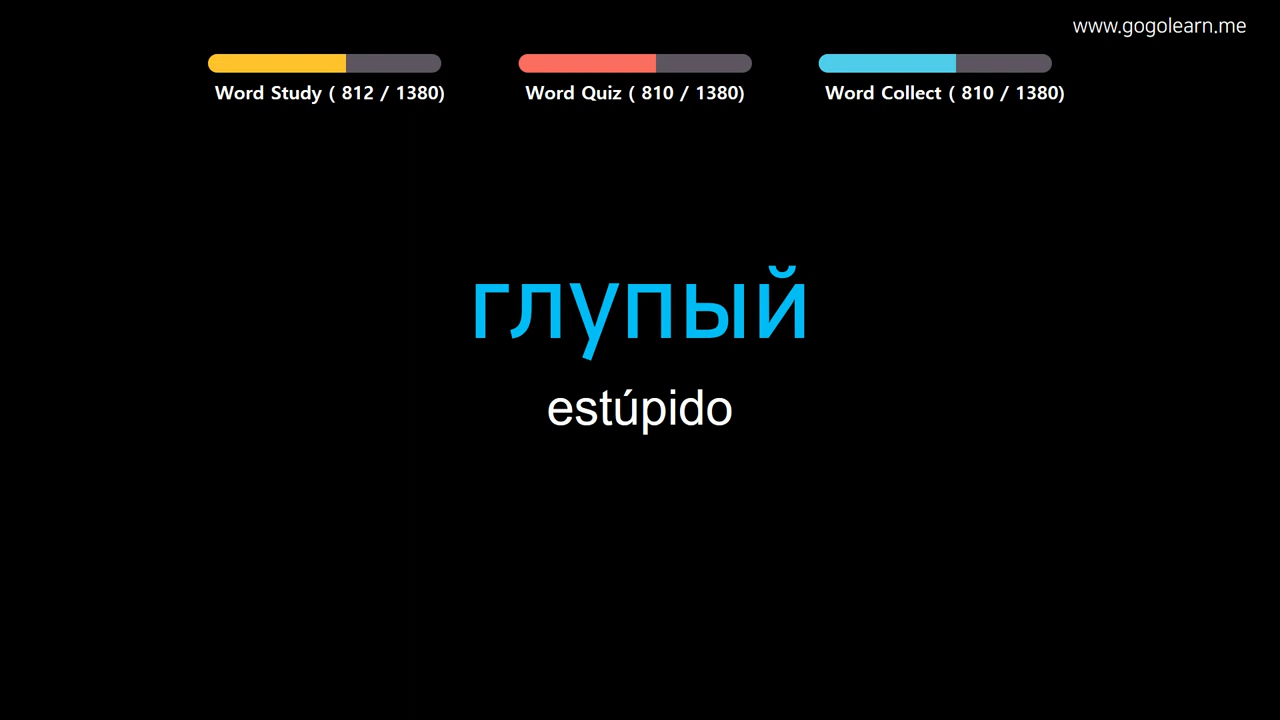 www.gogolearn.me
Word Study ( 812 / 1380)
Word Quiz ( 810 / 1380)
Word Collect ( 810 / 1380)
глупый
estúpido